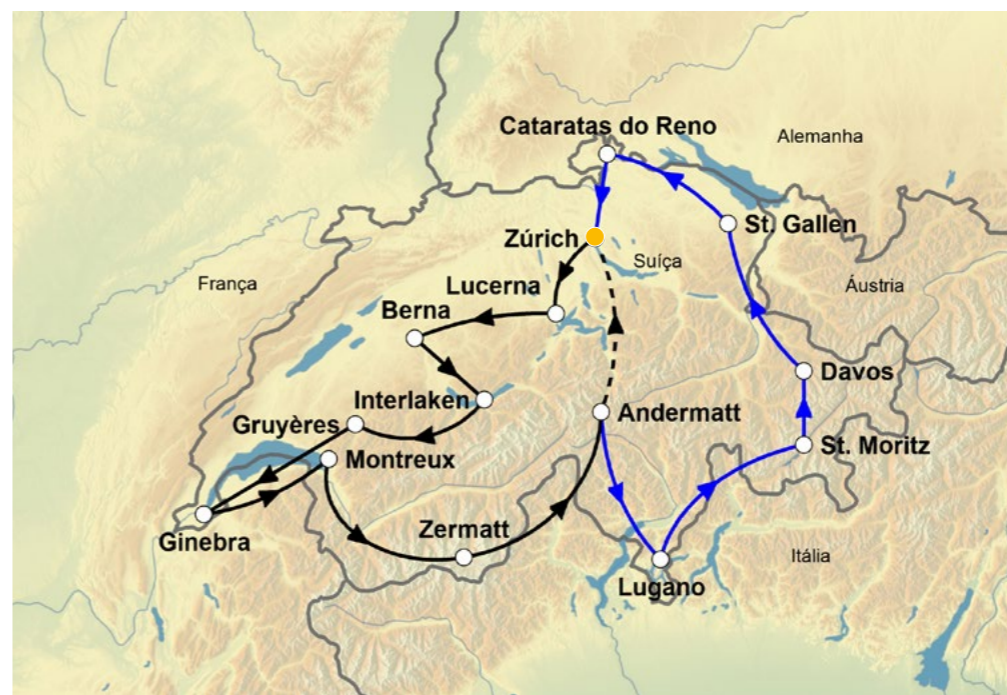 Cataratas do Reno
Alemanha
St. Gallen
Zúrich
Suíça
França
Lucerna
Áustria
Berna
Davos
Interlaken
Andermatt
Gruyères
St. Moritz
Montreux
Zermatt
Ginebra
Itália
Lugano